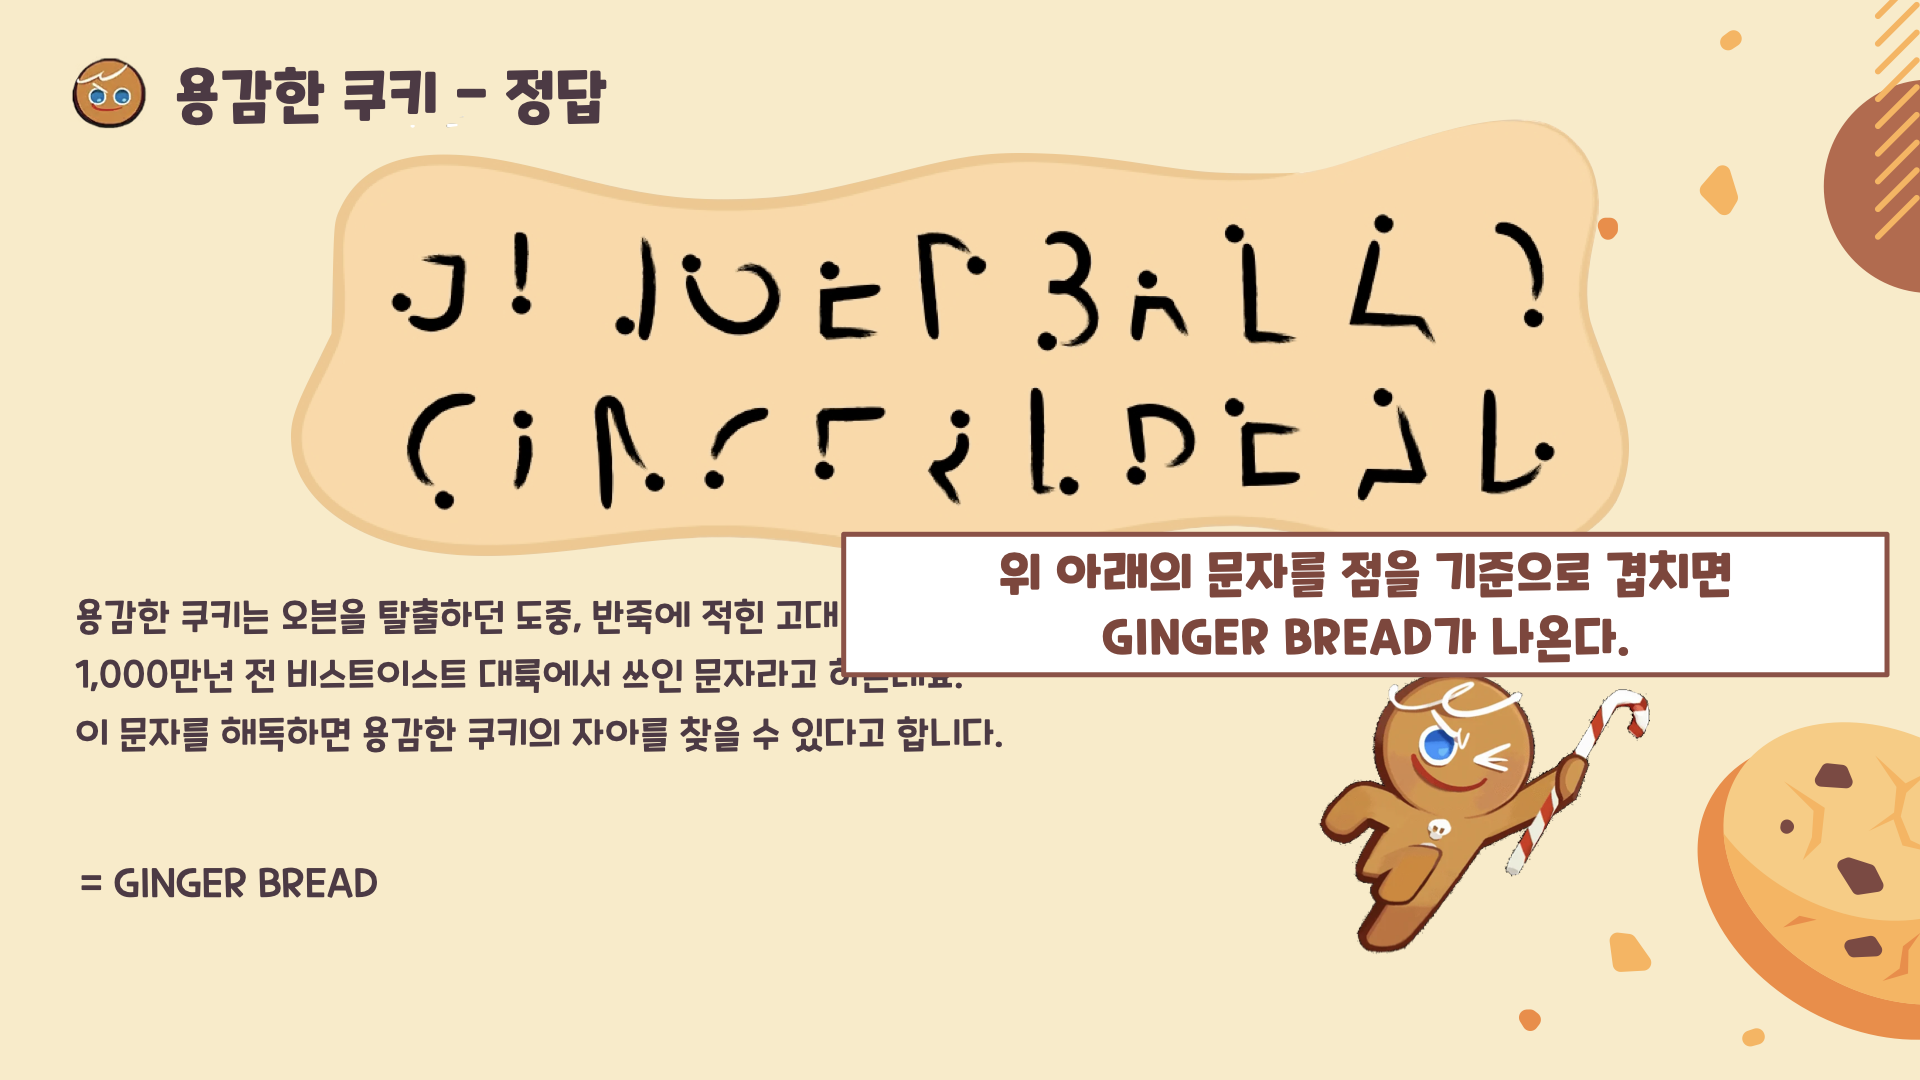 용감한 쿠키 - 정답
위 아래의 문자를 점을 기준으로 겹치면
GINGER BREAD가 나온다.
용감한 쿠키는 오븐을 탈출하던 도중, 반죽에 적힌 고대
1,000만년 전 비스트이스트 대륙에서 쓰인 문자라고 하는데요.
이 문자를 해독하면 용감한 쿠키의 자아를 찾을 수 있다고 합니다.
= GINGER BREAD